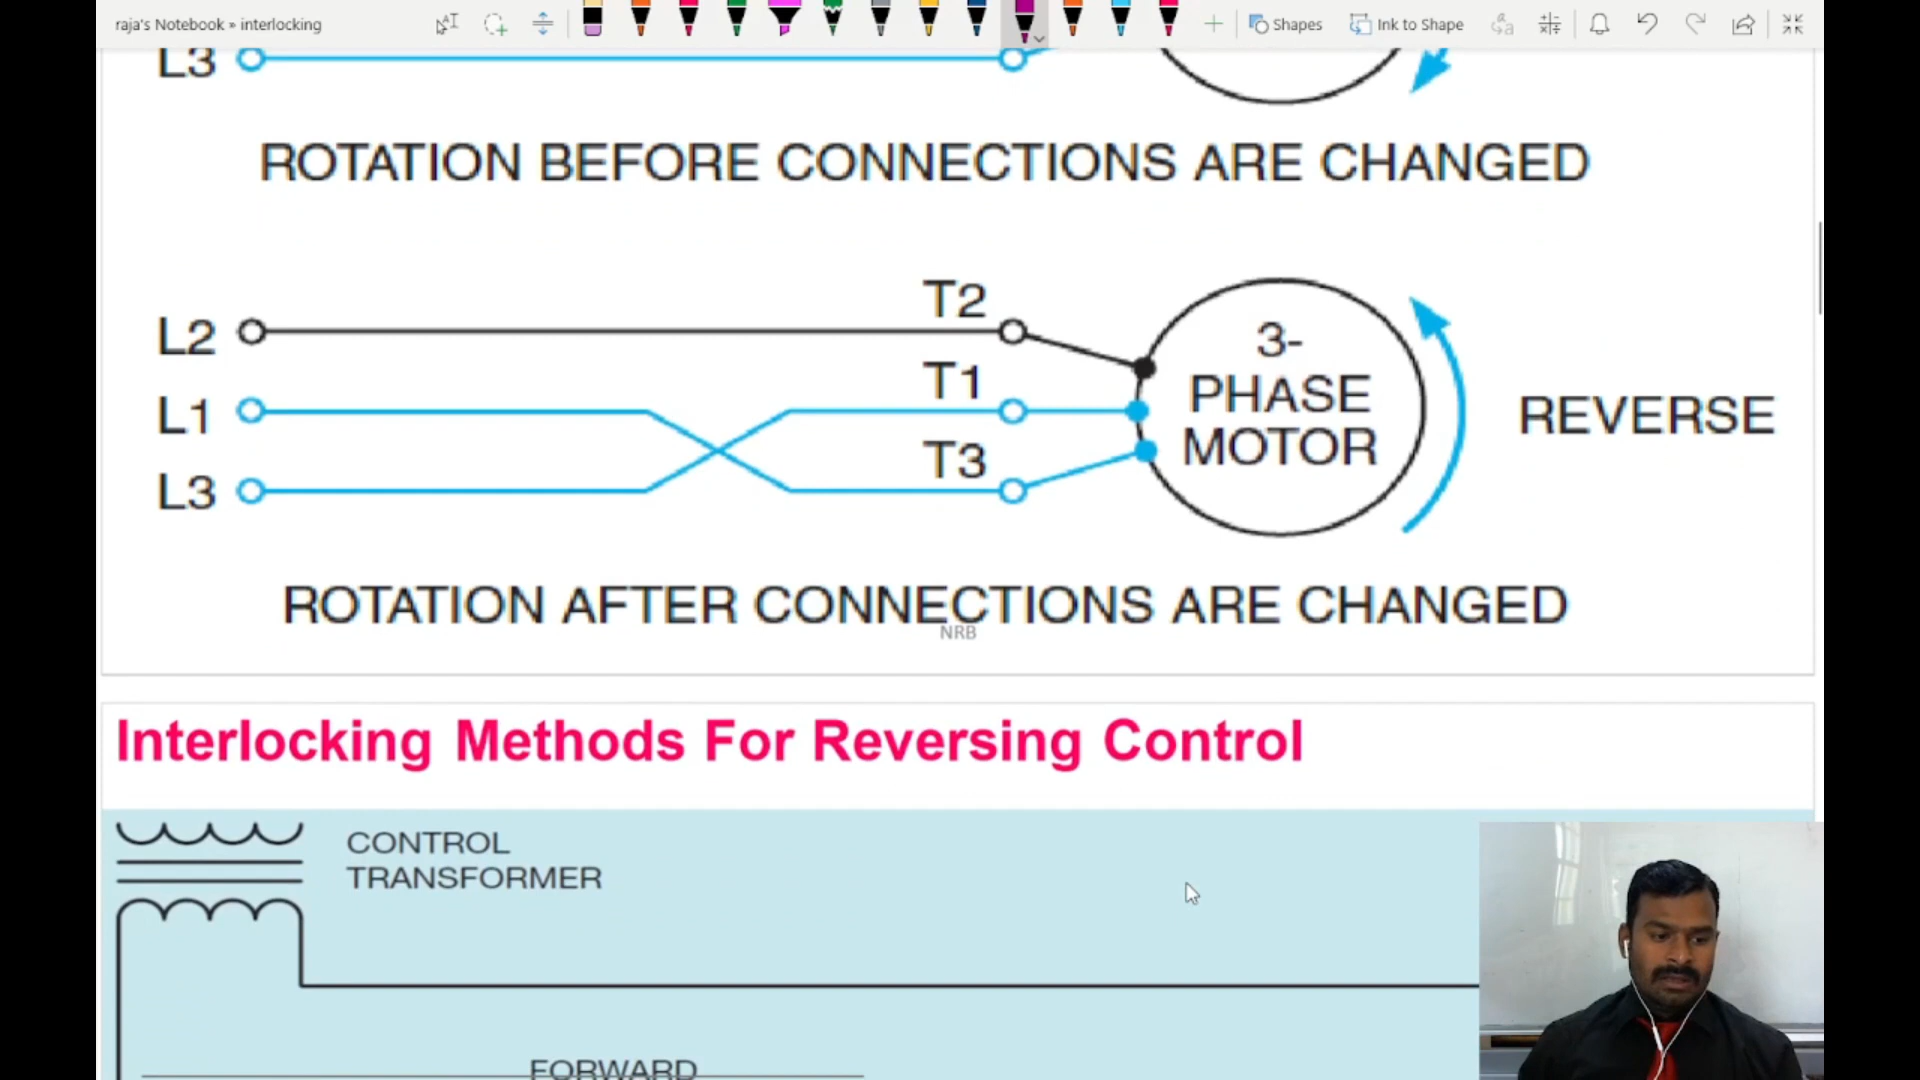 raja's Notebook » interlocking
Shapes
Ink to Shape
L3
ROTATION BEFORE CONNECTIONS ARE CHANGED
L2
T2
L1
T1
L3
T3
3-
PHASE
MOTOR
REVERSE
ROTATION AFTER CONNECTIONS ARE CHANGED
NRB
Interlocking Methods For Reversing Control
CONTROL
TRANSFORMER
FORWARD